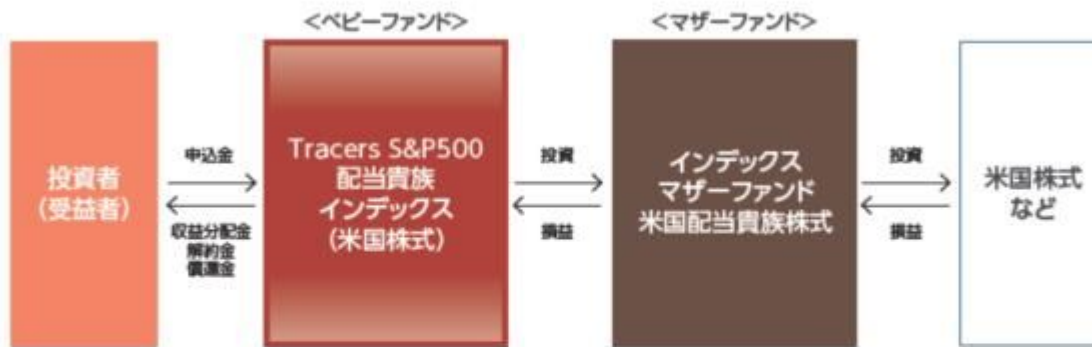 <ベビーファンド>
<マザーファンド>
投資者
(受益者)
申込金
収益分配金
解約金
償還金
Tracers S&P500
配当貴族
インデックス
(米国株式)
投資
損益
インデックス
マザーファンド
米国配当貴族株式
投資
損益
米国株式
など